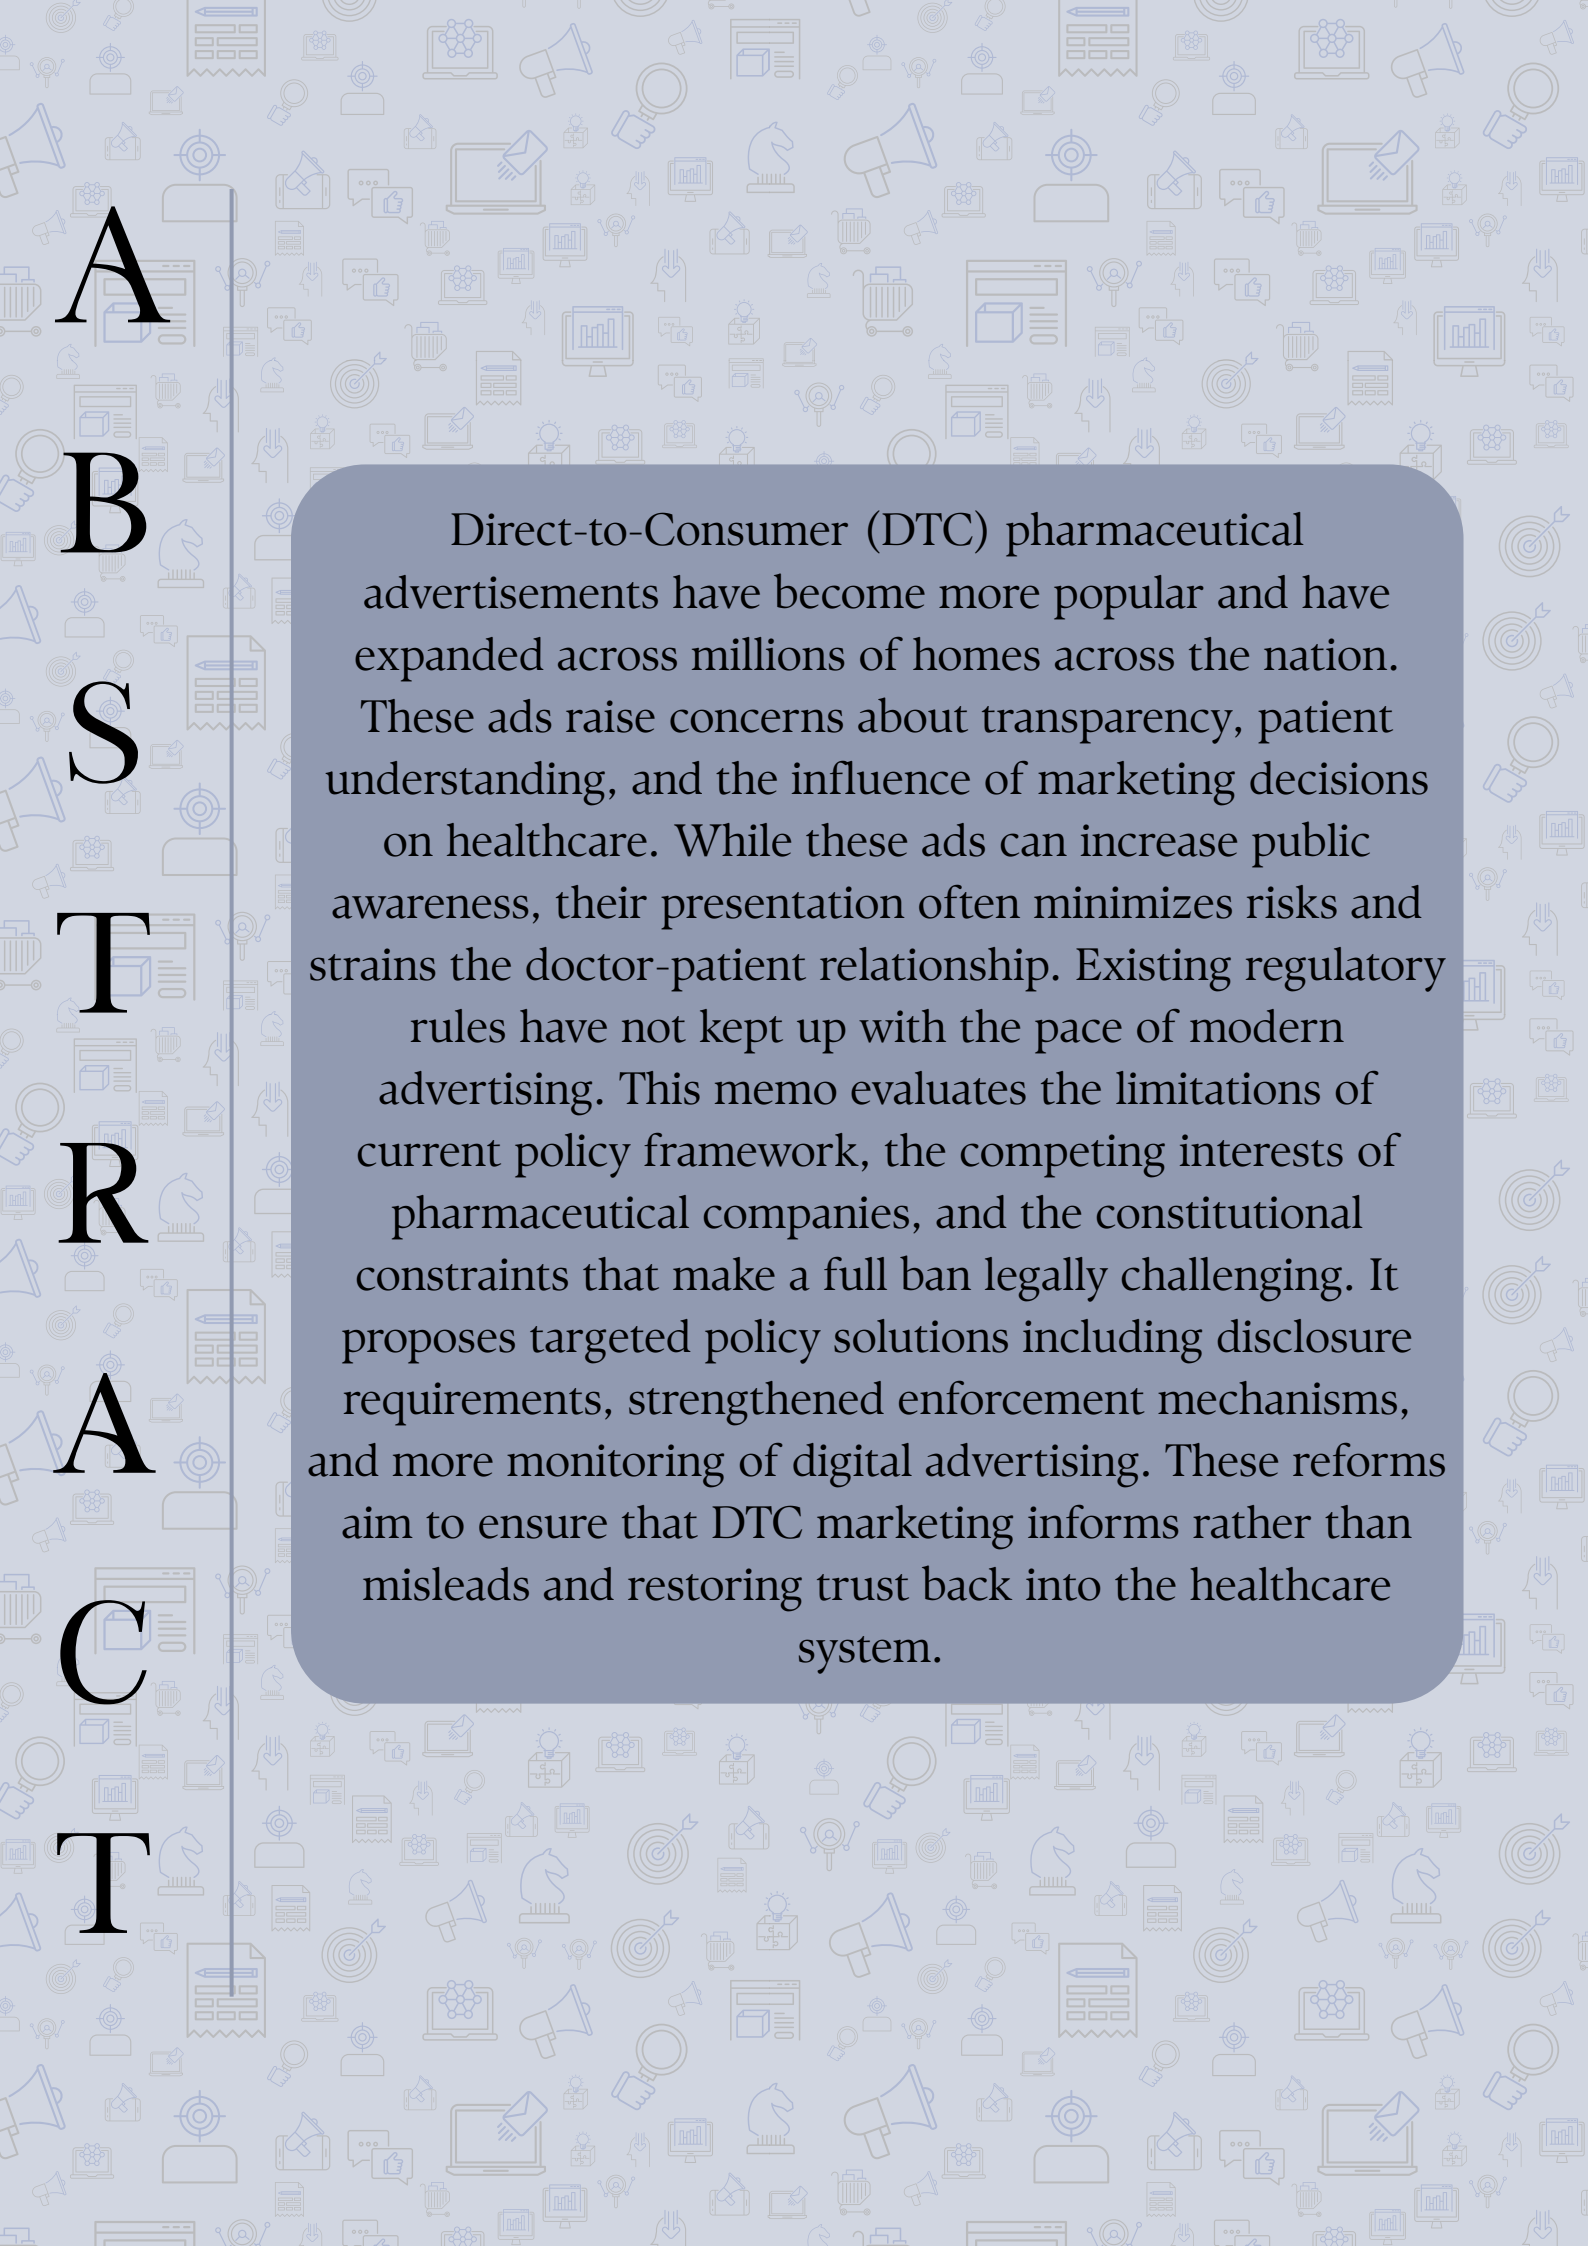 ABSTRACT
Direct-to-Consumer (DTC) pharmaceutical
advertisements have become more popular and have
expanded across millions of homes across the nation.
These ads raise concerns about transparency, patient
understanding, and the influence of marketing decisions
on healthcare. While these ads can increase public
awareness, their presentation often minimizes risks and
strains the doctor-patient relationship. Existing regulatory
rules have not kept up with the pace of modern
advertising. This memo evaluates the limitations of
current policy framework, the competing interests of
pharmaceutical companies, and the constitutional
constraints that make a full ban legally challenging. It
proposes targeted policy solutions including disclosure
requirements, strengthened enforcement mechanisms,
and more monitoring of digital advertising. These reforms
aim to ensure that DTC marketing informs rather than
misleads and restoring trust back into the healthcare
system.